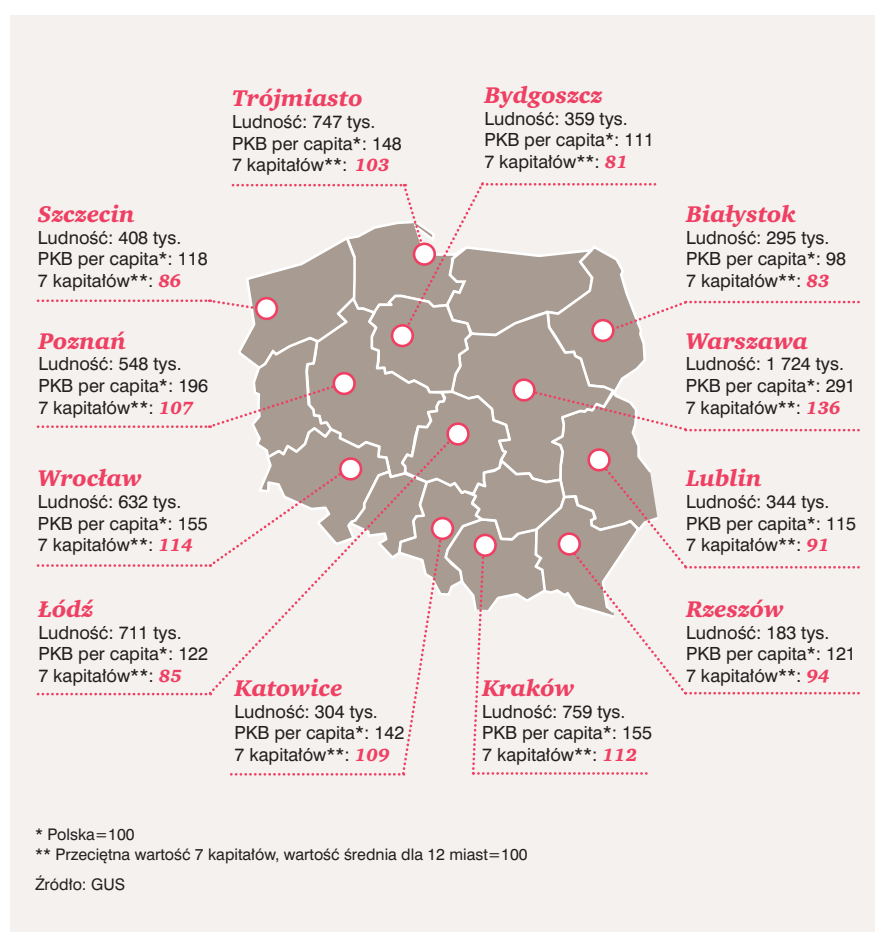 Trójmiasto
Ludność: 747 tys.
PKB per capita*: 148
7 kapitałów**: 103
Bydgoszcz
Ludność: 359 tys.
PKB per capita*: 111
7 kapitałów**: 81
Szczecin
Ludność: 408 tys.
PKB per capita*: 118
7 kapitałów**: 86
Białystok
Ludność: 295 tys.
PKB per capita*: 98
7 kapitałów**: 83
Poznań
Ludność: 548 tys.
PKB per capita*: 196
7 kapitałów**: 107
Warszawa
Ludność: 1 724 tys.
PKB per capita*: 291
7 kapitałów**: 136
Wrocław
Ludność: 632 tys.
PKB per capita*: 155
7 kapitałów**: 114
Lublin
Ludność: 344 tys.
PKB per capita*: 115
7 kapitałów**: 91
Łódź
Ludność: 711 tys.
PKB per capita*: 122
7 kapitałów**: 85
Rzeszów
Ludność: 183 tys.
PKB per capita*: 121
7 kapitałów**: 94
Katowice
Ludność: 304 tys.
PKB per capita*: 142
7 kapitałów**: 109
Kraków
Ludność: 759 tys.
PKB per capita*: 155
7 kapitałów**: 112
* Polska=100
** Przeciętna wartość 7 kapitałów, wartość średnia dla 12 miast=100
Źródło: GUS